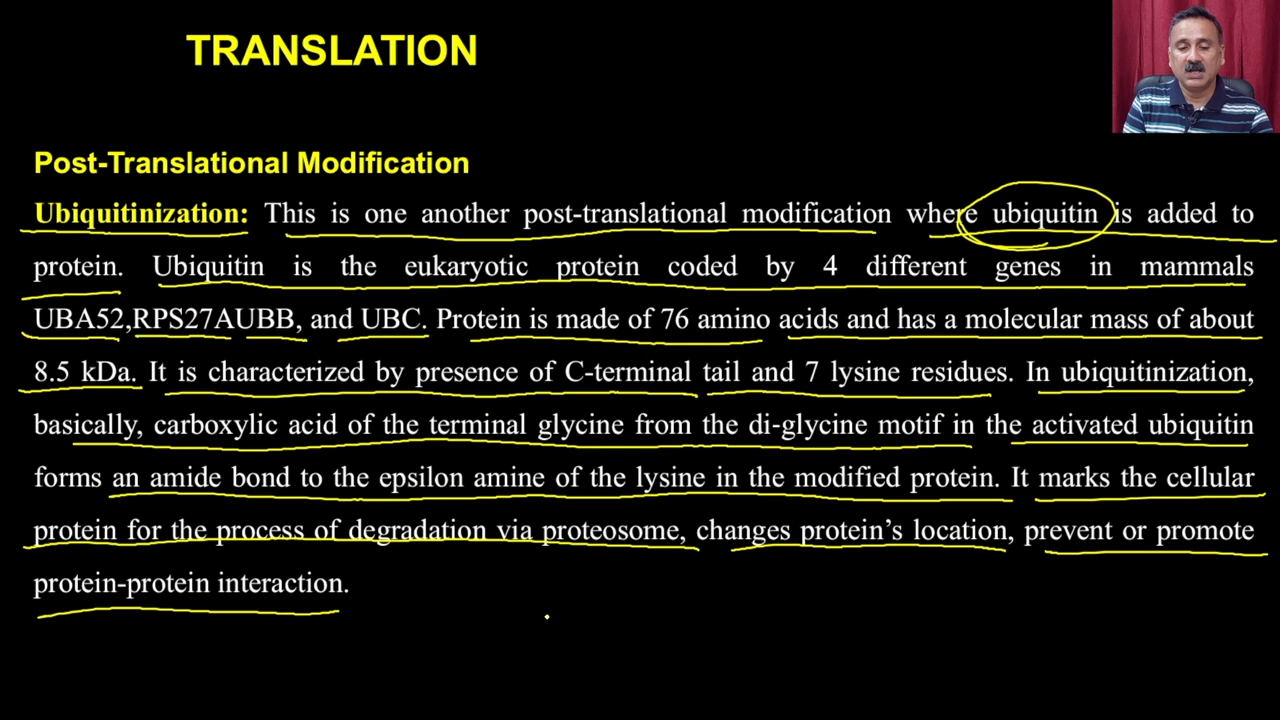 TRANSLATION
Post-Translational Modification
Ubiquitinization: This is one another post-translational modification where ubiquitin is added to
protein. Ubiquitin is the eukaryotic protein coded by 4 different genes in mammals
UBA52,RPS27AUBB, and UBC. Protein is made of 76 amino acids and has a molecular mass of about
8.5 kDa. It is characterized by presence of C-terminal tail and 7 lysine residues. In ubiquitinization,
basically, carboxylic acid of the terminal glycine from the di-glycine motif in the activated ubiquitin
forms an amide bond to the epsilon amine of the lysine in the modified protein. It marks the cellular
protein for the process of degradation via proteosome, changes protein’s location, prevent or promote
protein-protein interaction.